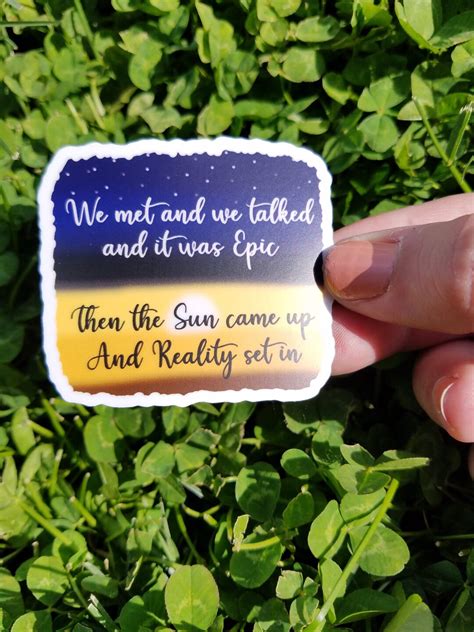 We met and we talked
and it was Epic
Then the Sun came up
And Reality set in